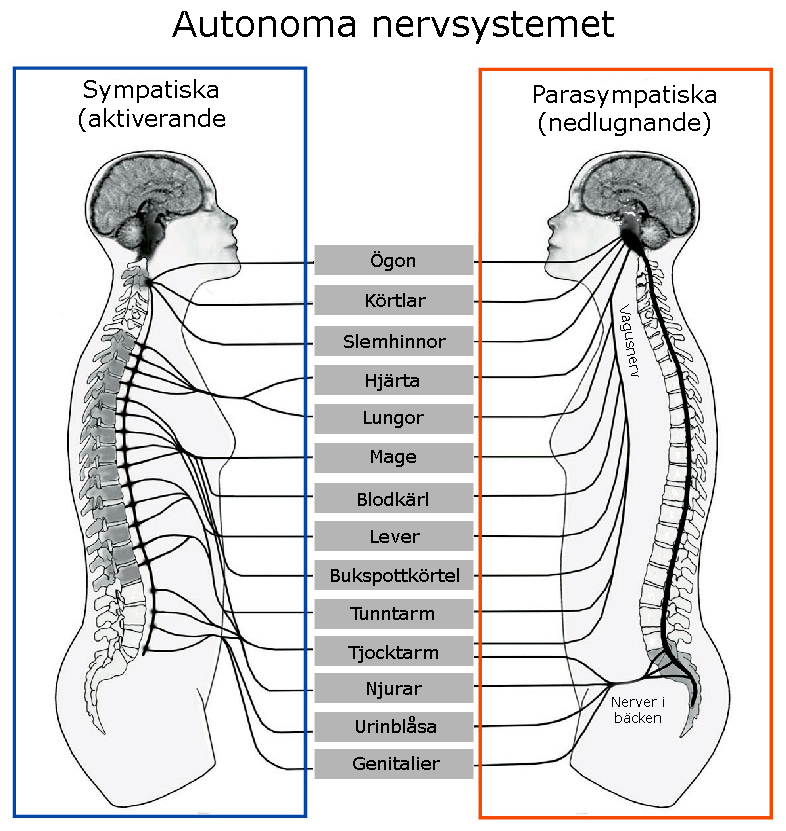 Autonoma nervsystemet
Sympatiska
(aktiverande
Parasympatiska
(nedlugnande)
Ögon
Körtlar
Slemhinnor
Hjärta
Lungor
Mage
Blodkärl
Lever
Bukspottkörtel
Tunntarm
Tjocktarm
Njurar
Urinblåsa
Genitalier
Vagusnerv
Nerver i
bäcken